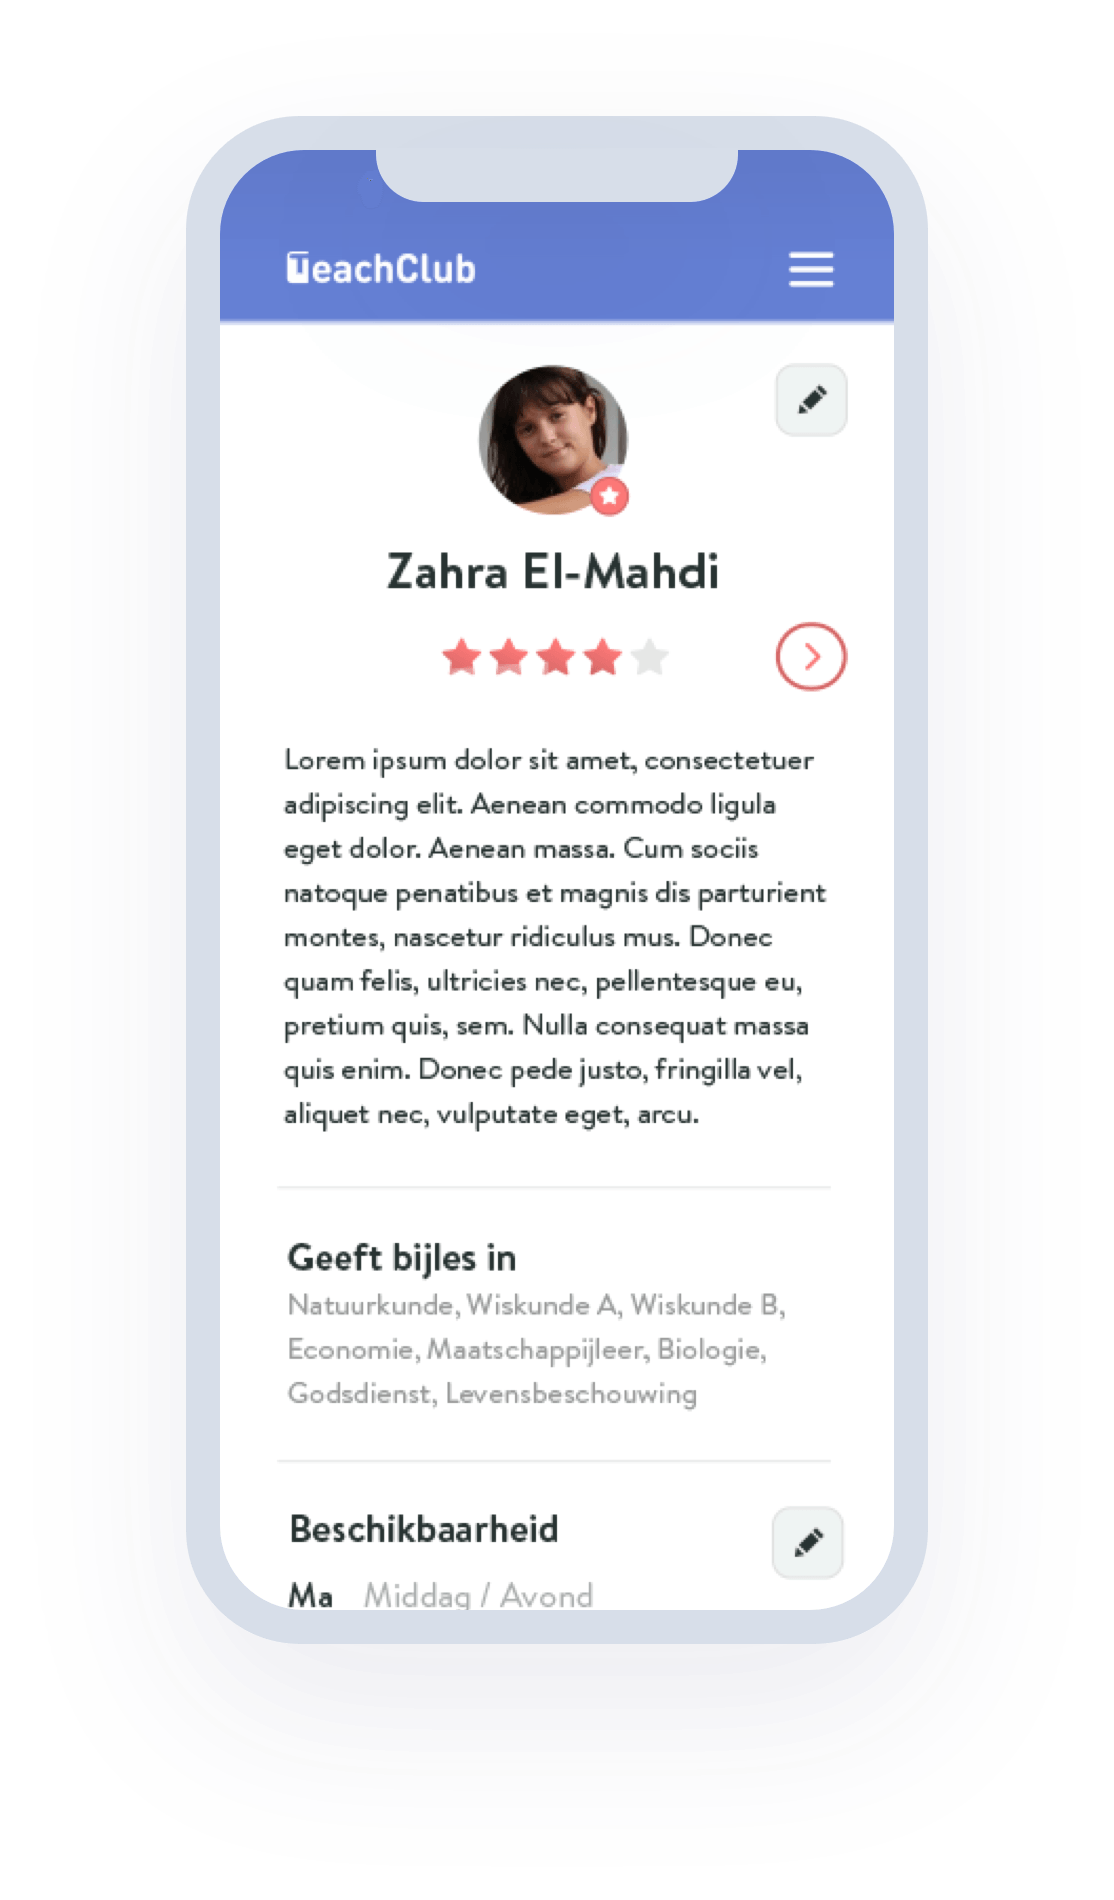 TeachClub
Zahra El-Mahdi
Lorem ipsum dolor sit amet, consectetuer
adipiscing elit. Aenean commodo ligula
eget dolor. Aenean massa. Cum sociis
natoque penatibus et magnis dis parturient
montes, nascetur ridiculus mus. Donec
quam felis, ultricies nec, pellentesque eu,
pretium quis, sem. Nulla consequat massa
quis enim. Donec pede justo, fringilla vel,
aliquet nec, vulputate eget, arcu.
Geeft bijles in
Natuurkunde, Wiskunde A, Wiskunde B,
Economie, Maatschappijleer, Biologie,
Godsdienst, Levensbeschouwing
Beschikbaarheid
Ma Middag / Avond